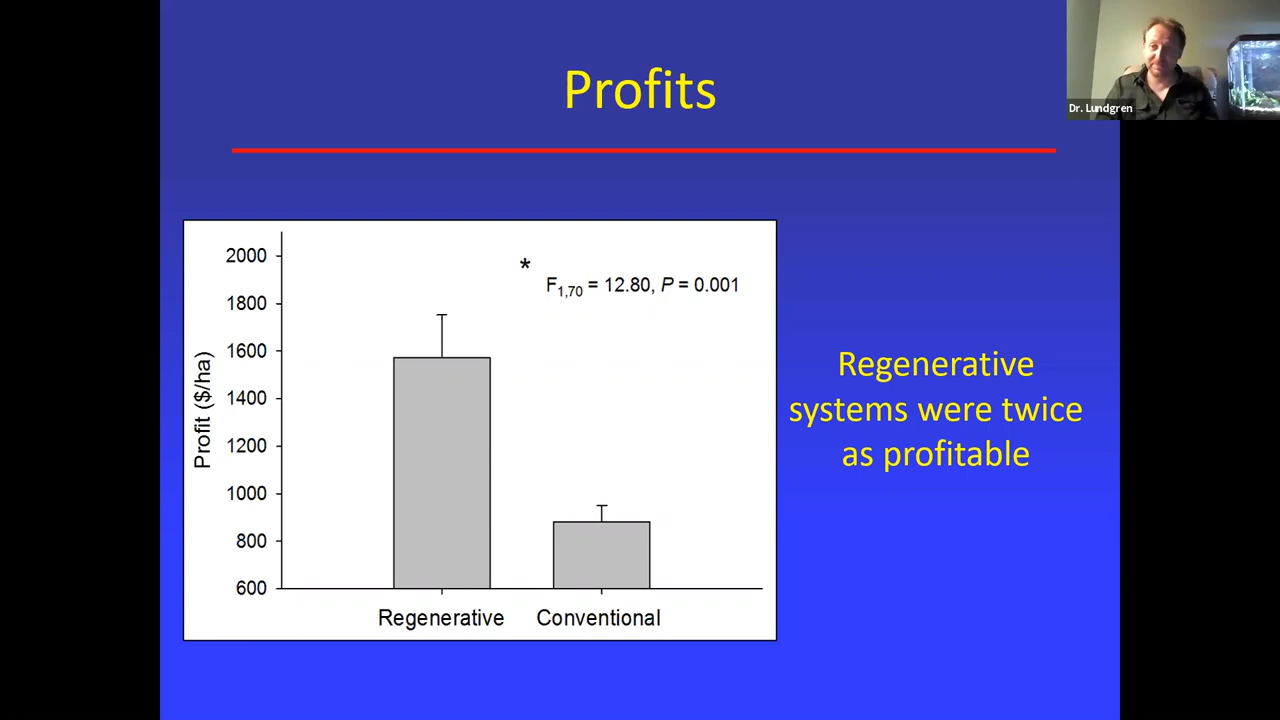 Profits
Dr. Lundgren
2000
1800
1600
1400
1200
1000
800
600
Profit ($/ha)
*
F1,70 = 12.80, P = 0.001
Regenerative
Conventional
Regenerative
systems were twice
as profitable